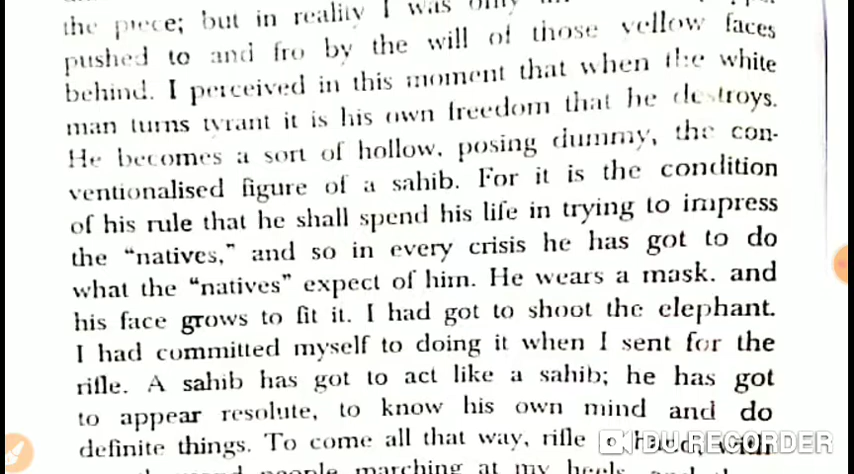 the piece; but in reality I was only
pushed to and fro by the will of those yellow faces
behind. I perceived in this moment that when the white
man turns tyrant it is his own freedom that he destroys.
He becomes a sort of hollow, posing dummy, the con-
ventionalised figure of a sahib. For it is the condition
of his rule that he shall spend his life in trying to impress
the “natives,” and so in every crisis he has got to do
what the “natives” expect of him. He wears a mask. and
his face grows to fit it. I had got to shoot the elephant.
I had committed myself to doing it when I sent for the
rifle. A sahib has got to act like a sahib; he has got
to appear resolute, to know his own mind and do
definite things. To come all that way, rifle
people marching at my heels, and
DU RECORDER